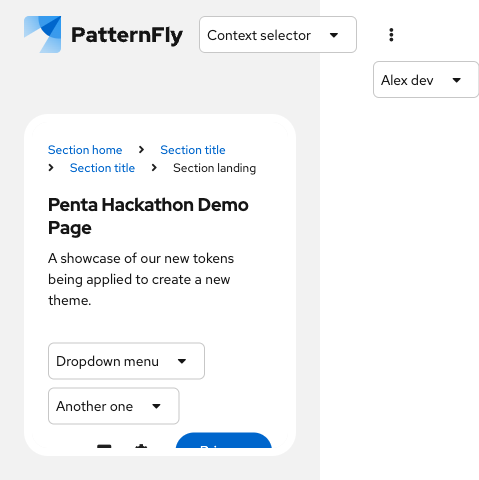 PatternFly
Context selector
Alex dev
Section home > Section title
> Section title > Section landing
Penta Hackathon Demo
Page
A showcase of our new tokens
being applied to create a new
theme.
Dropdown menu
Another one